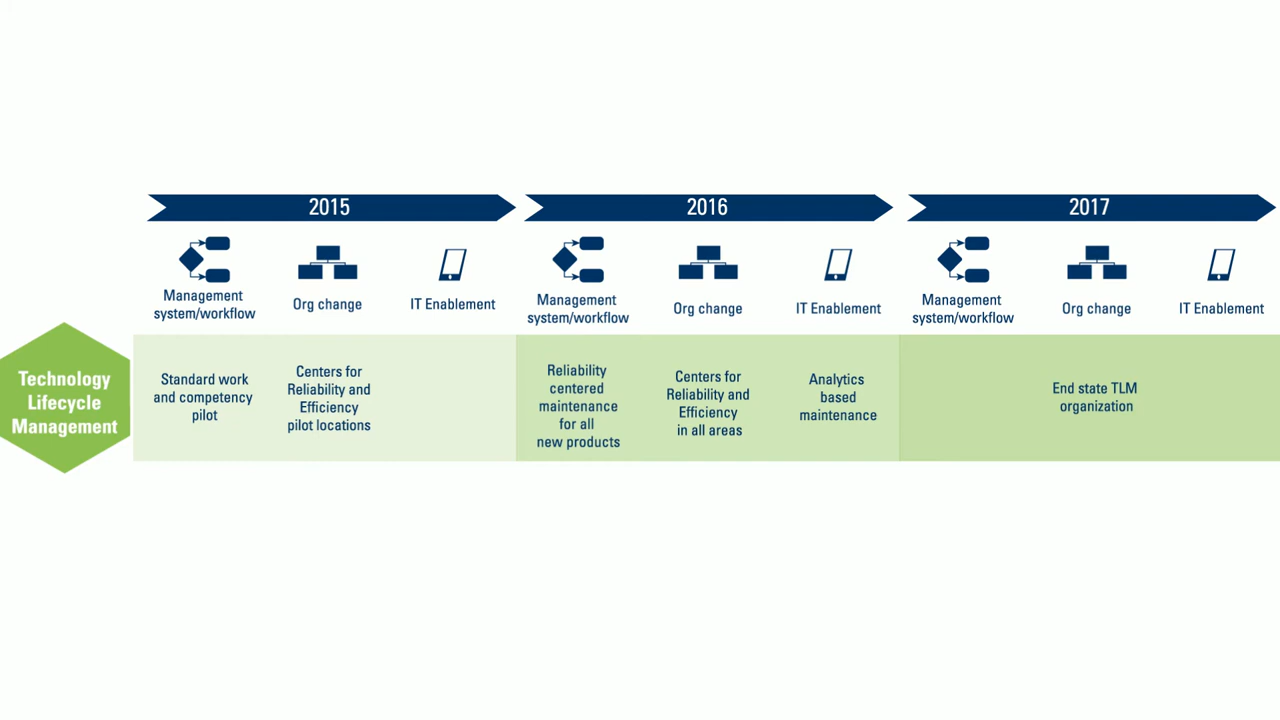 2015
2016
2017
Management
system/workflow
Org change
IT Enablement
Management
system/workflow
Org change
IT Enablement
Management
system/workflow
Org change
IT Enablement
Technology
Lifecycle
Management
Standard work
and competency
pilot
Centers for
Reliability and
Efficiency
pilot locations
Reliability
centered
maintenance
for all
new products
Centers for
Reliability and
Efficiency
in all areas
Analytics
based
maintenance
End state TLM
organization